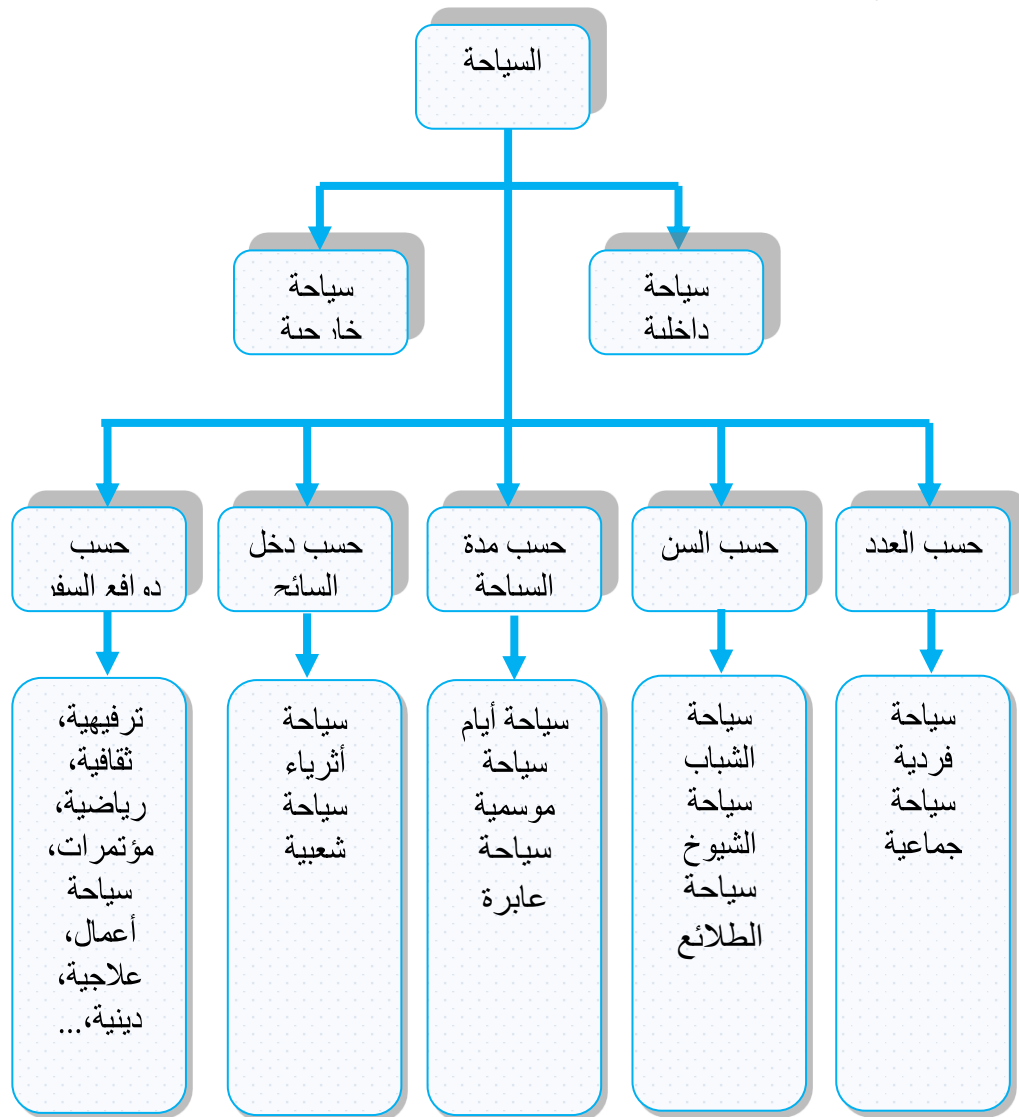 السياحة
سياحة
داخلية
سياحة
خارجية
حسب العدد
حسب السن
حسب مدة
السياحة
حسب دخل
السائح
حسب
دوافع السفر
سياحة
فردية
سياحة
جماعية
سياحة
الشباب
سياحة
الشيوخ
سياحة
الطلائع
سياحة أيام
سياحة
موسمية
سياحة
عابرة
سياحة
أثرياء
سياحة
شعبية
ترفيهية،
ثقافية،
رياضية،
مؤتمرات،
سياحة
أعمال،
علاجية،
دينية،...